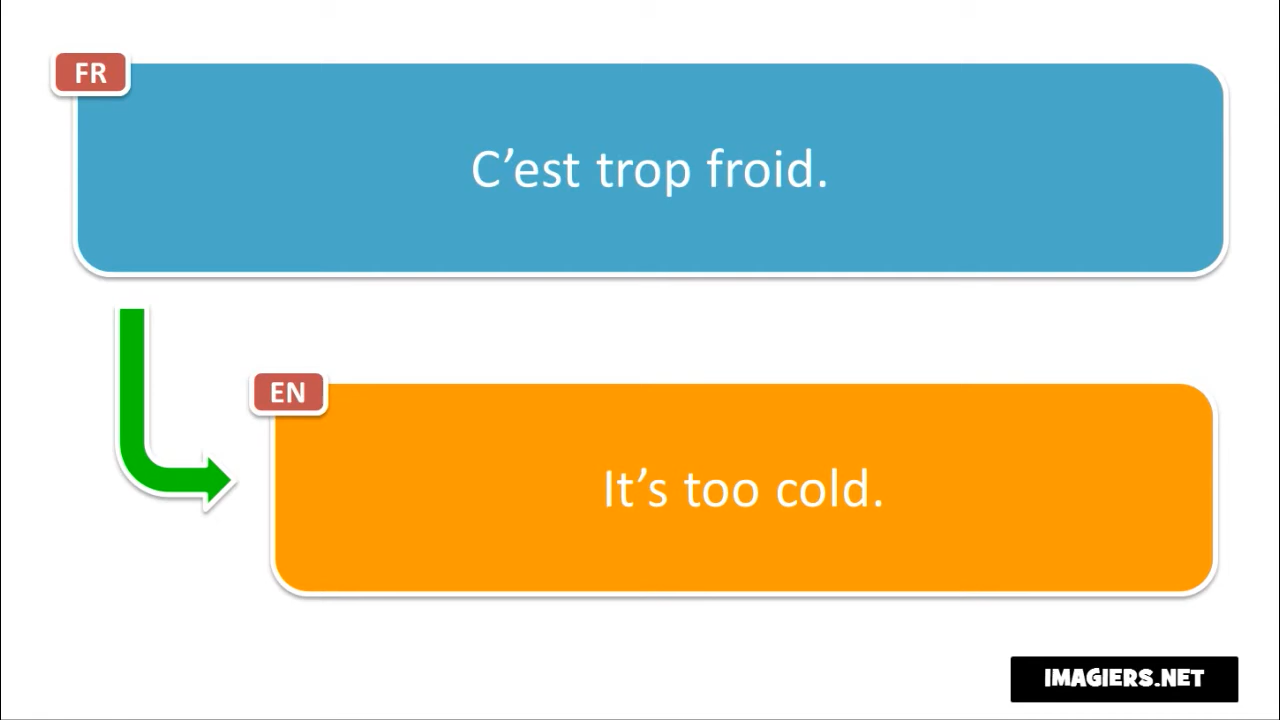 FR
C’est trop froid.
EN
It’s too cold.
IMAGIERS.NET